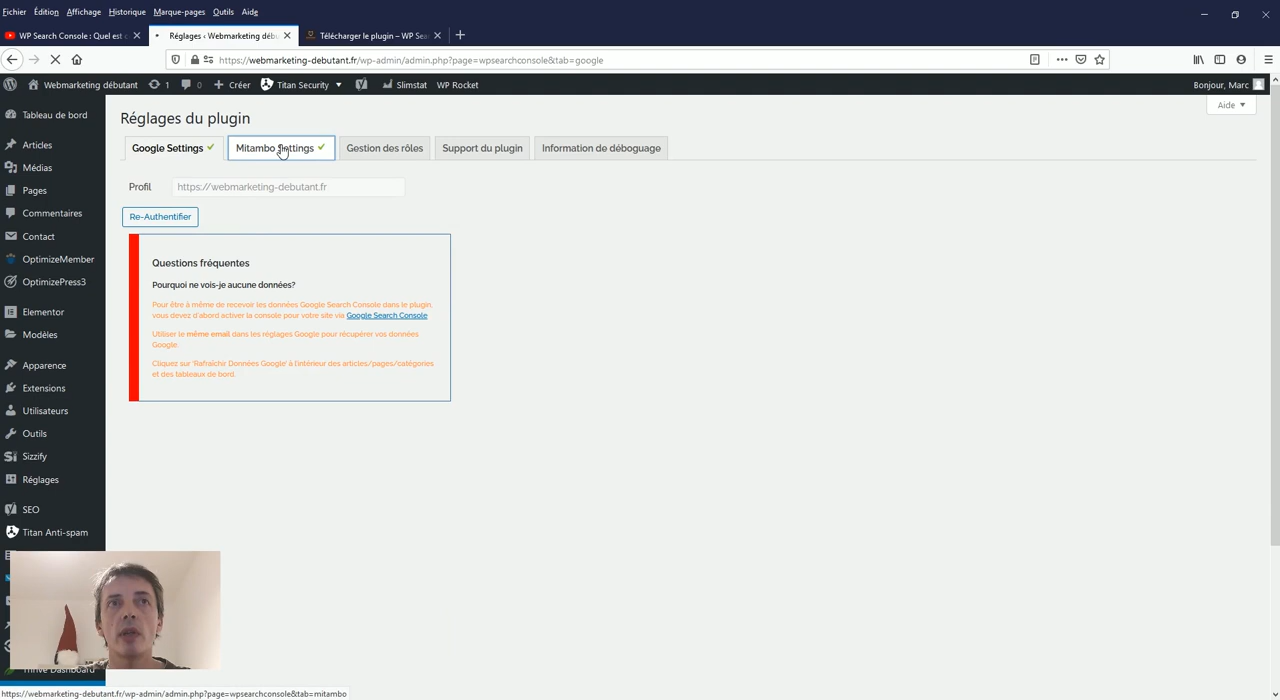 Fichier Édition Affichage Historique Marque-pages Outils Aide
WP Search Console : Quel est Réglages ‹ Webmarketing débu Télécharger le plugin – WP Sea
https://webmarketing-debutant.fr/wp-admin/admin.php?page=wpsearchconsole&tab=google
Webmarketing débutant 1 0 Créer Titan Security Slimstat WP Rocket Bonjour, Marc
Aide
Tableau de bord
Articles
Médias
Pages
Commentaires
Contact
OptimizeMember
OptimizePress3
Elementor
Modèles
Apparence
Extensions
Utilisateurs
Outils
Sizzify
Réglages
SEO
Titan Anti-spam
Thrive Dashboard
Réglages du plugin
Google Settings Mitambo Settings Gestion des rôles Support du plugin Information de déboguage
Profil https://webmarketing-debutant.fr
Re-Authentifier
Questions fréquentes
Pourquoi ne vois-je aucune données?
Pour être à même de recevoir les données Google Search Console dans le plugin,
vous devez d'abord activer la console pour votre site via Google Search Console
Utiliser le même email dans les réglages Google pour récupérer vos données
Google.
Cliquez sur 'Rafraîchir Données Google' à l'intérieur des articles/pages/catégories
et des tableaux de bord.
https://webmarketing-debutant.fr/wp-admin/admin.php?page=wpsearchconsole&tab=mitambo